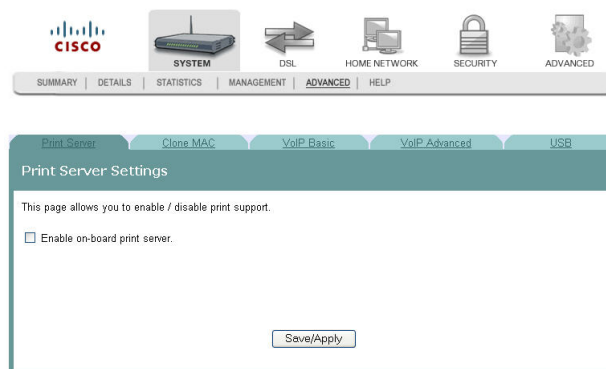 CISCO
SYSTEM DSL HOME NETWORK SECURITY ADVANCED
SUMMARY | DETAILS | STATISTICS | MANAGEMENT | ADVANCED | HELP
Print Server Clone MAC VoIP Basic VoIP Advanced USB
Print Server Settings
This page allows you to enable / disable print support.
Enable on-board print server.
Save/Apply